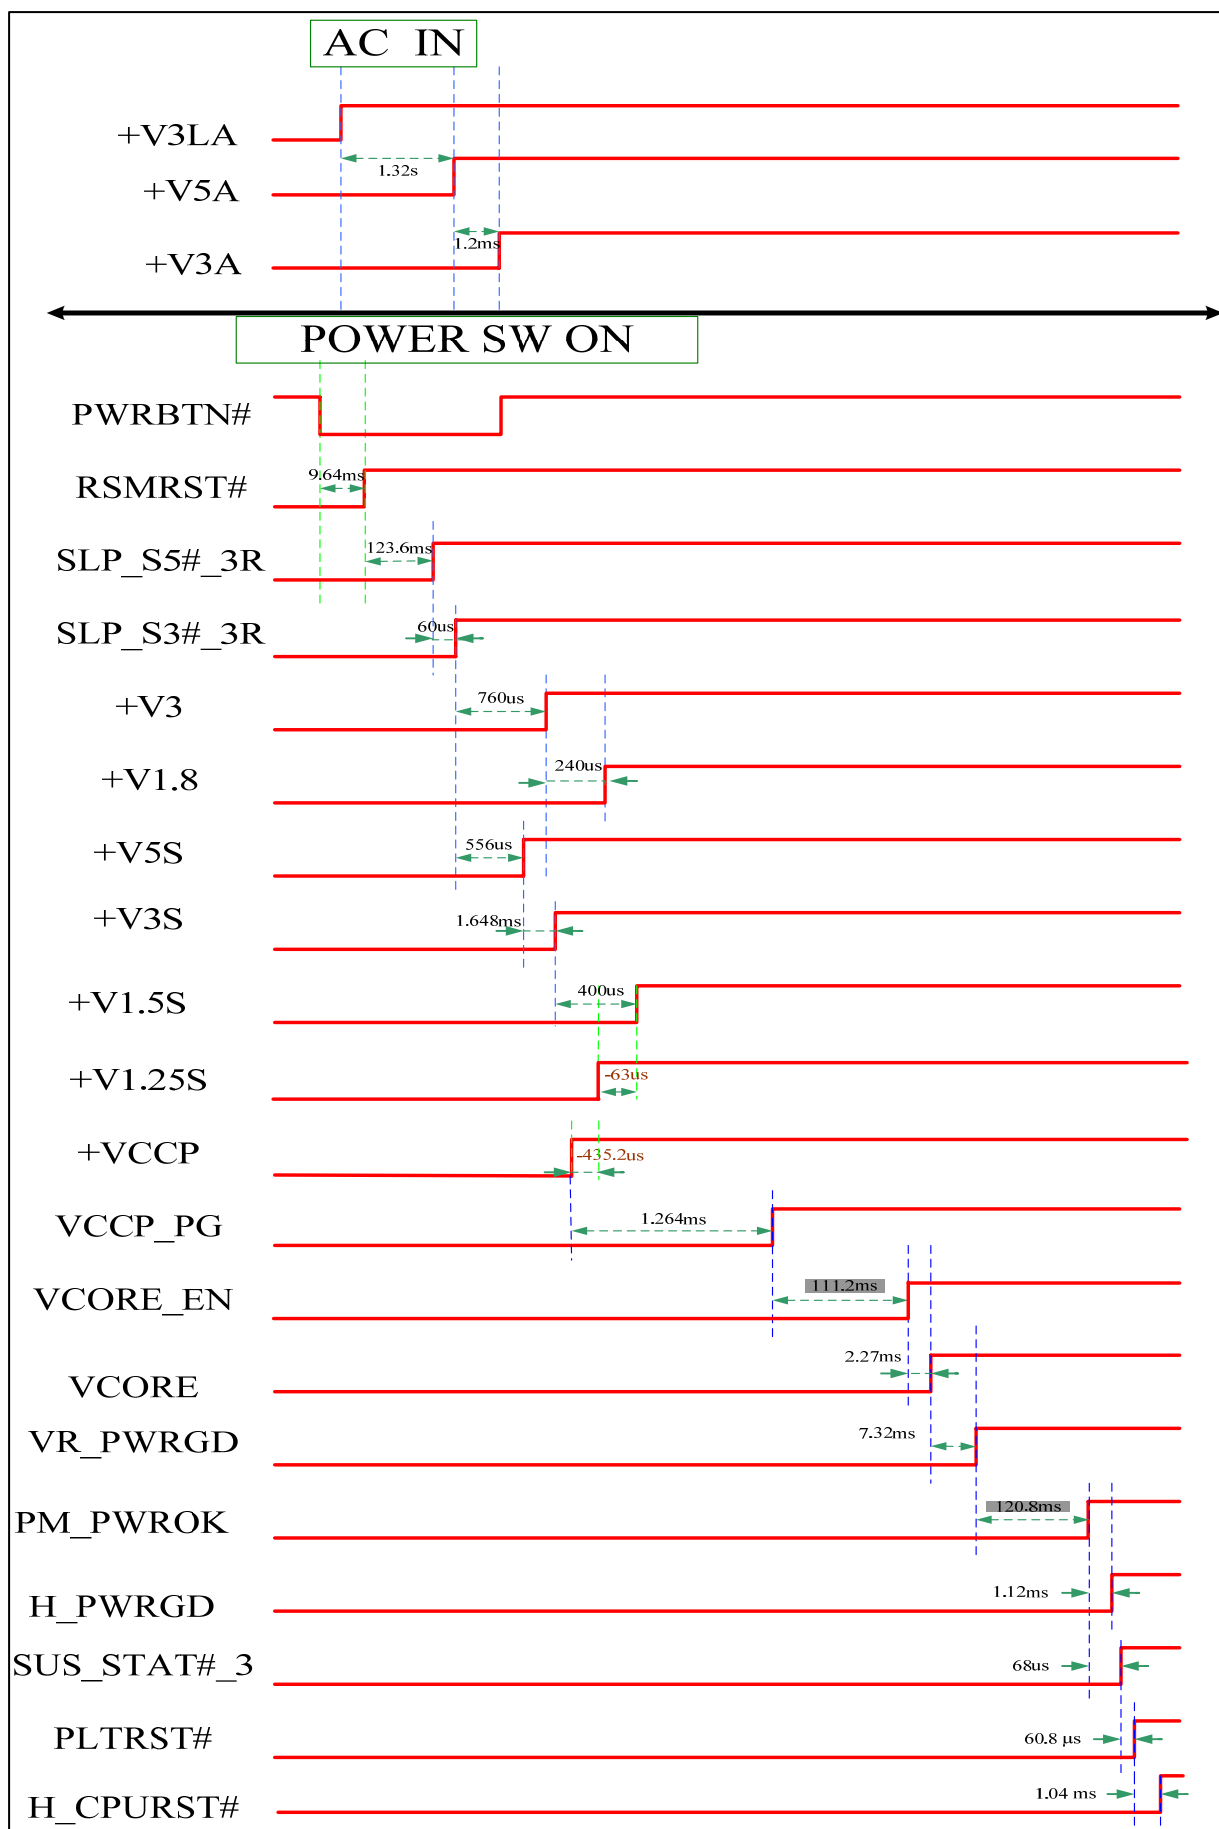 AC IN
+V3LA
1.32s
+V5A
1.2ms
+V3A
POWER SW ON
PWRBTN#
9.64ms
RSMRST#
123.6ms
SLP_S5#_3R
60us
SLP_S3#_3R
760us
+V3
240us
+V1.8
556us
+V5S
1.648ms
+V3S
400us
+V1.5S
-63us
+V1.25S
-435.2us
+VCCP
1.264ms
VCCP_PG
111.2ms
VCORE_EN
2.27ms
VCORE
7.32ms
VR_PWRGD
120.8ms
PM_PWROK
1.12ms
H_PWRGD
68us
SUS_STAT#_3
60.8 µs
PLTRST#
1.04 ms
H_CPURST#